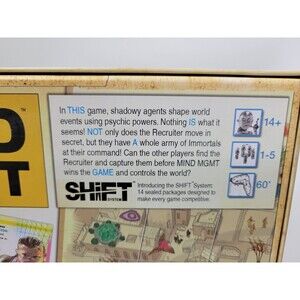 In THIS game, shadowy agents shape world
events using psychic powers. Nothing IS what it
seems! NOT only does the Recruiter move in
secret, but they have A whole army of Immortals
at their command! Can the other players find the
Recruiter and capture them before MIND MGMT
wins the GAME and controls the world?
SHIFT
SYSTEM
Introducing the SHIFT System:
14 sealed packages designed to
make every game competitive.
14+
1-5
60'
D
T
TM